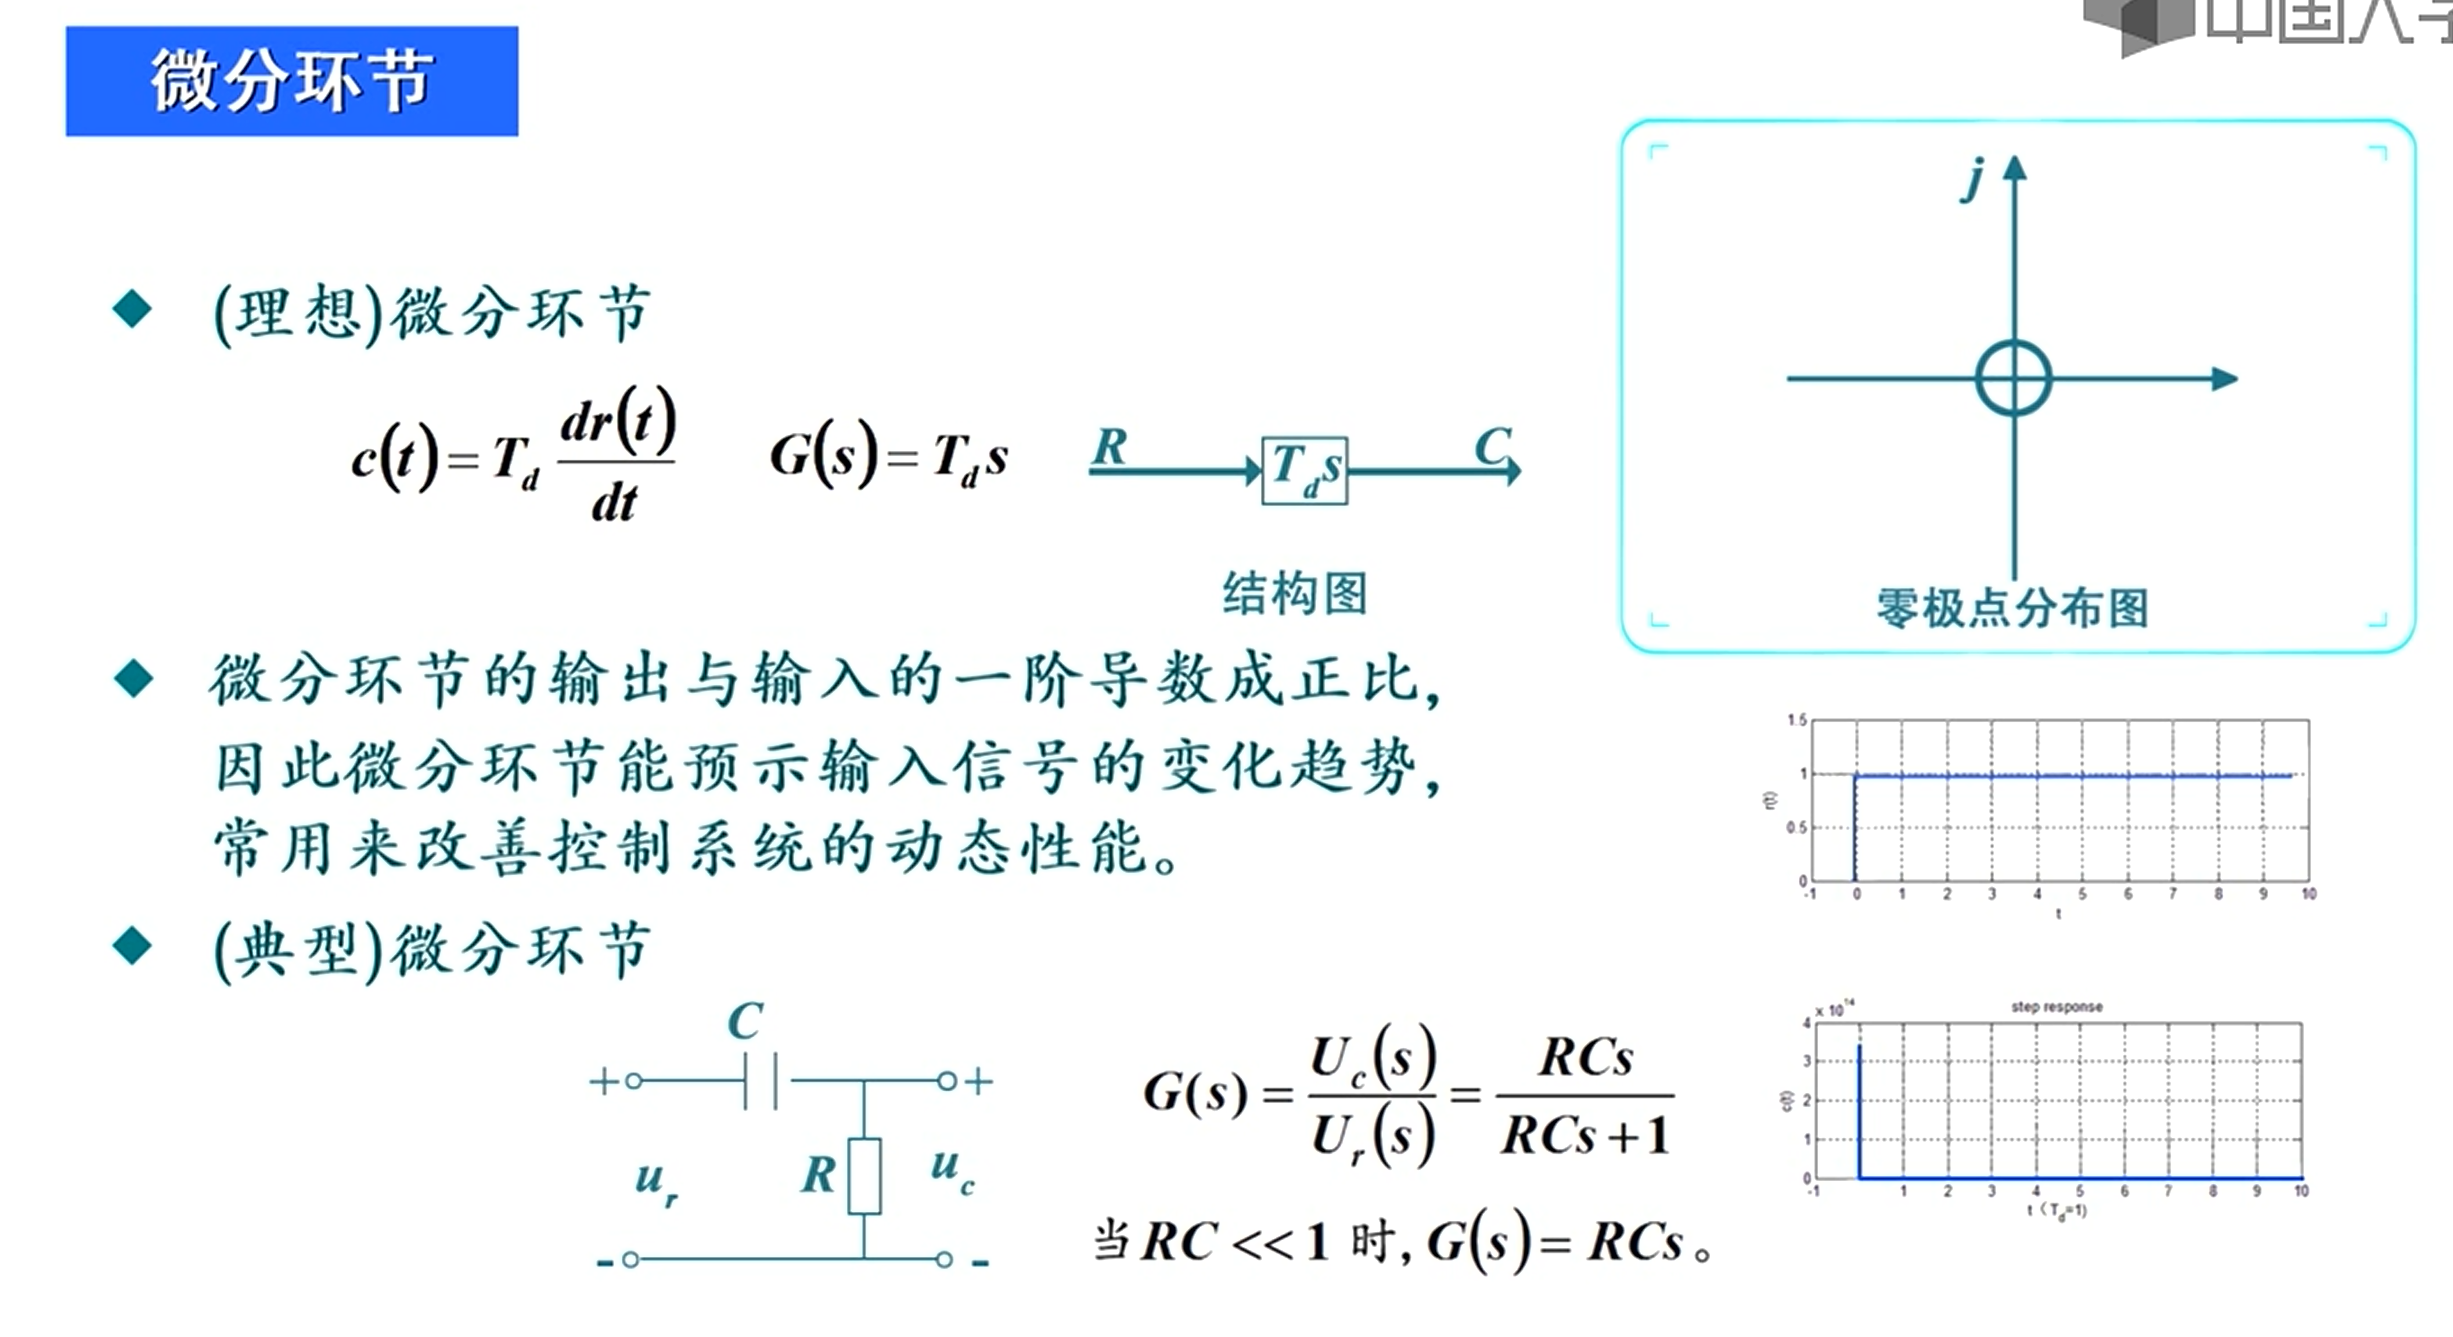 中国大学
微分环节
(理想)微分环节
c(t)=T_d dr(t)/dt
G(s)=T_d s
R T_d s C
结构图
j
零极点分布图
微分环节的输出与输入的一阶导数成正比,
因此微分环节能预示输入信号的变化趋势,
常用来改善控制系统的动态性能。
1.5
1
0.5
0
r(t)
-1 0 1 2 3 4 5 6 7 8 9 10
t
(典型)微分环节
C
+ +
u_r R u_c
- -
G(s)=U_c(s)/U_r(s)=RCs/RCs+1
当RC<<1时,G(s)=RCs。
x 10^14
step response
4
3
2
1
0
c(t)
-1 1 2 3 4 5 6 7 8 9 10
t (T_d=1)